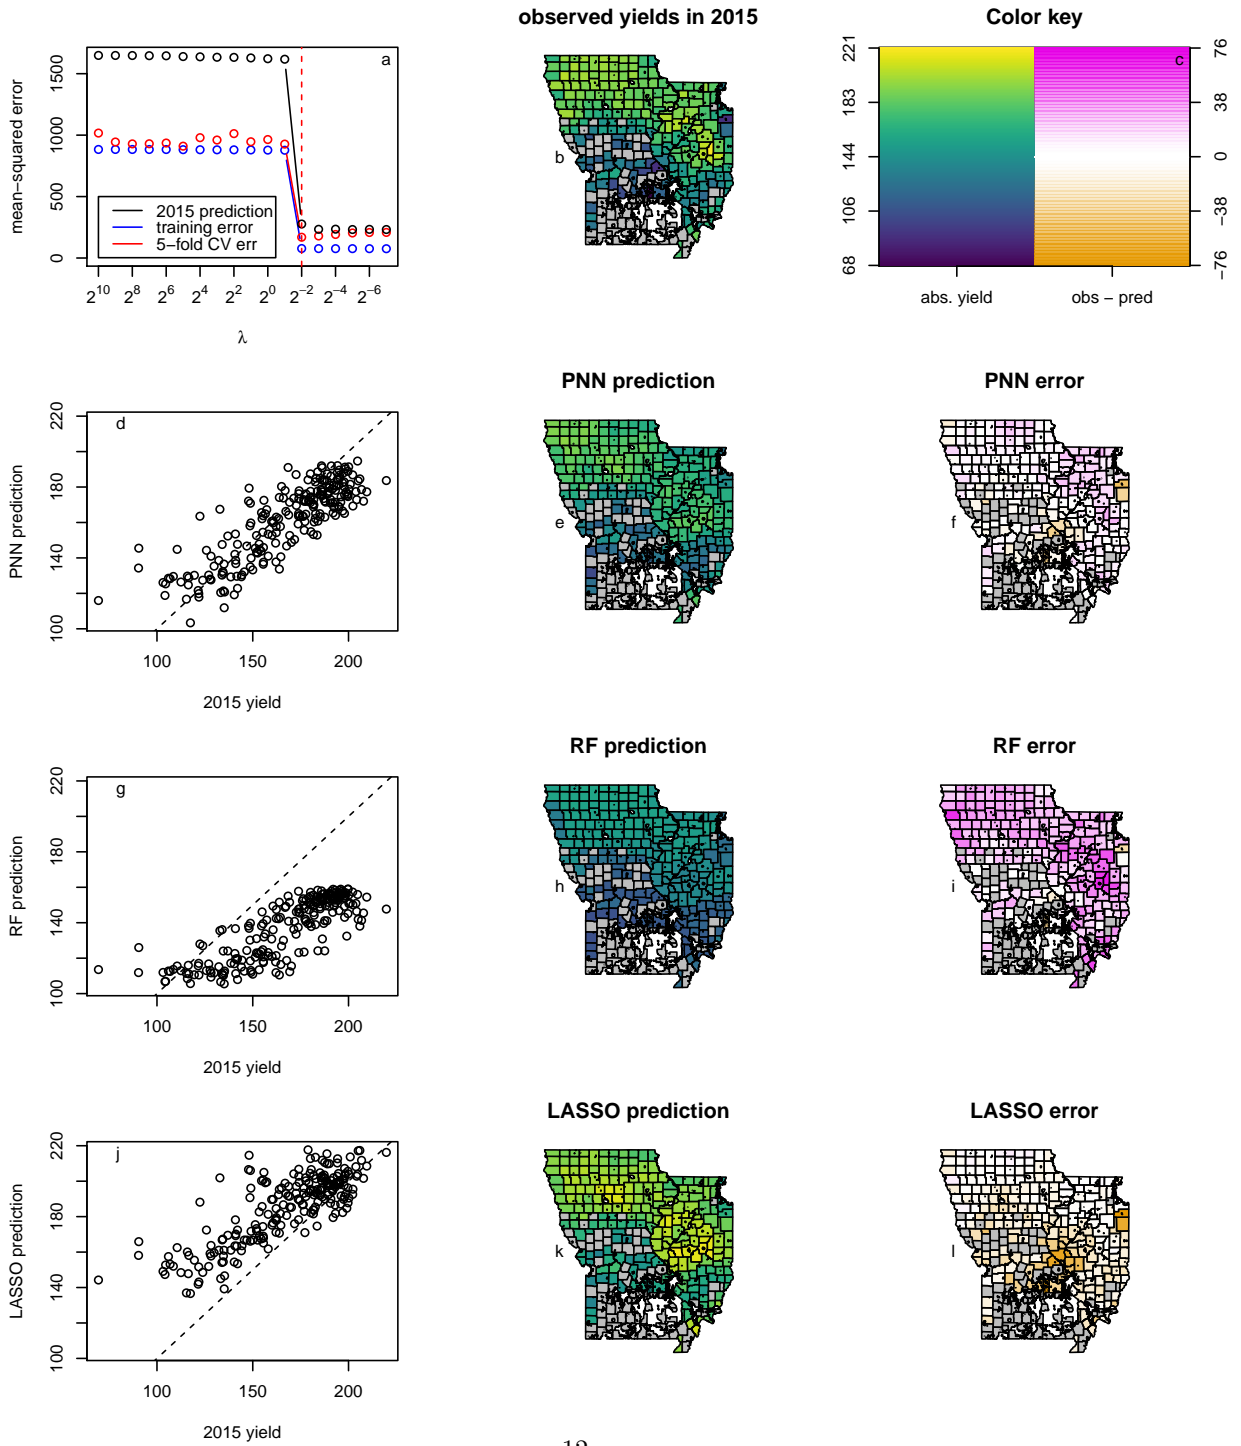 observed yields in 2015
Color key
mean-squared error
0 500 1000 1500
a
2015 prediction
training error
5-fold CV err
2^10 2^8 2^6 2^4 2^2 2^0 2^-2 2^-4 2^-6
λ
b
68 106 144 183 221
c
-76 -38 0 38 76
abs. yield
obs - pred
PNN prediction
PNN error
PNN prediction
100 140 180 220
d
100 150 200
2015 yield
e
f
RF prediction
RF error
RF prediction
100 140 180 220
g
100 150 200
2015 yield
h
i
LASSO prediction
LASSO error
LASSO prediction
100 140 180 220
j
100 150 200
2015 yield
k
l